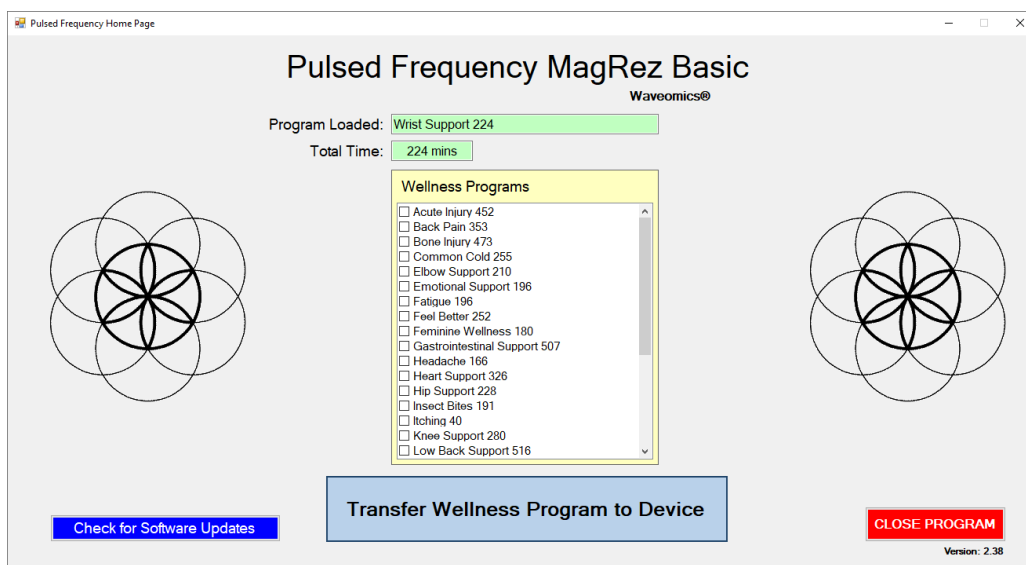 Pulsed Frequency Home Page
Pulsed Frequency MagRez Basic
Waveomics®
Program Loaded: Wrist Support 224
Total Time: 224 mins
Wellness Programs
Acute Injury 452
Back Pain 353
Bone Injury 473
Common Cold 255
Elbow Support 210
Emotional Support 196
Fatigue 196
Feel Better 252
Feminine Wellness 180
Gastrointestinal Support 507
Headache 166
Heart Support 326
Hip Support 228
Insect Bites 191
Itching 40
Knee Support 280
Low Back Support 516
Transfer Wellness Program to Device
Check for Software Updates
CLOSE PROGRAM
Version: 2.38